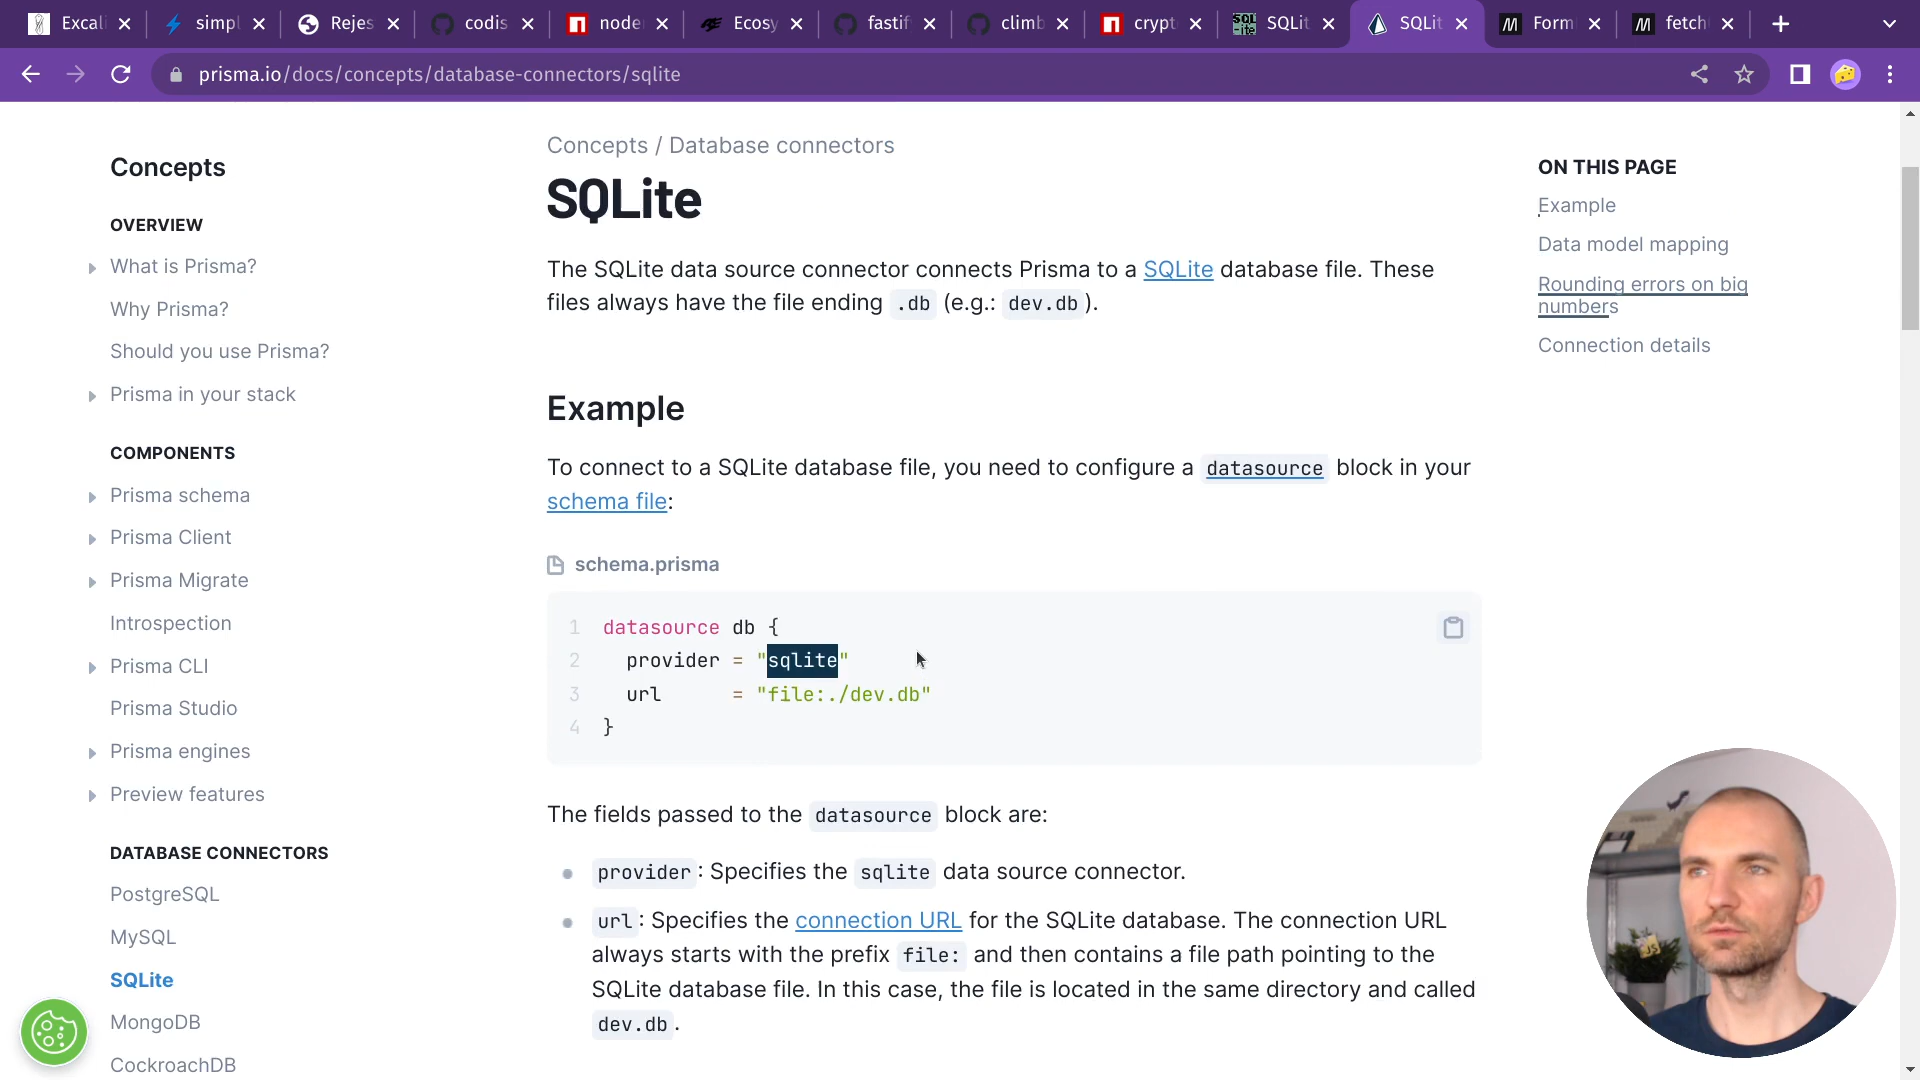 Excali
simpl
Rejes
codis
node
Ecosy
fastif
climb
crypt
SQLit
SQLit
Form
fetch
prisma.io/docs/concepts/database-connectors/sqlite
Concepts
OVERVIEW
What is Prisma?
Why Prisma?
Should you use Prisma?
Prisma in your stack
COMPONENTS
Prisma schema
Prisma Client
Prisma Migrate
Introspection
Prisma CLI
Prisma Studio
Prisma engines
Preview features
DATABASE CONNECTORS
PostgreSQL
MySQL
SQLite
MongoDB
CockroachDB
Concepts / Database connectors
SQLite
The SQLite data source connector connects Prisma to a SQLite database file. These
files always have the file ending .db (e.g.: dev.db).
Example
To connect to a SQLite database file, you need to configure a datasource block in your
schema file:
schema.prisma
1 datasource db {
2 provider = "sqlite"
3 url = "file:./dev.db"
4 }
The fields passed to the datasource block are:
provider: Specifies the sqlite data source connector.
url: Specifies the connection URL for the SQLite database. The connection URL
always starts with the prefix file: and then contains a file path pointing to the
SQLite database file. In this case, the file is located in the same directory and called
dev.db.
ON THIS PAGE
Example
Data model mapping
Rounding errors on big
numbers
Connection details